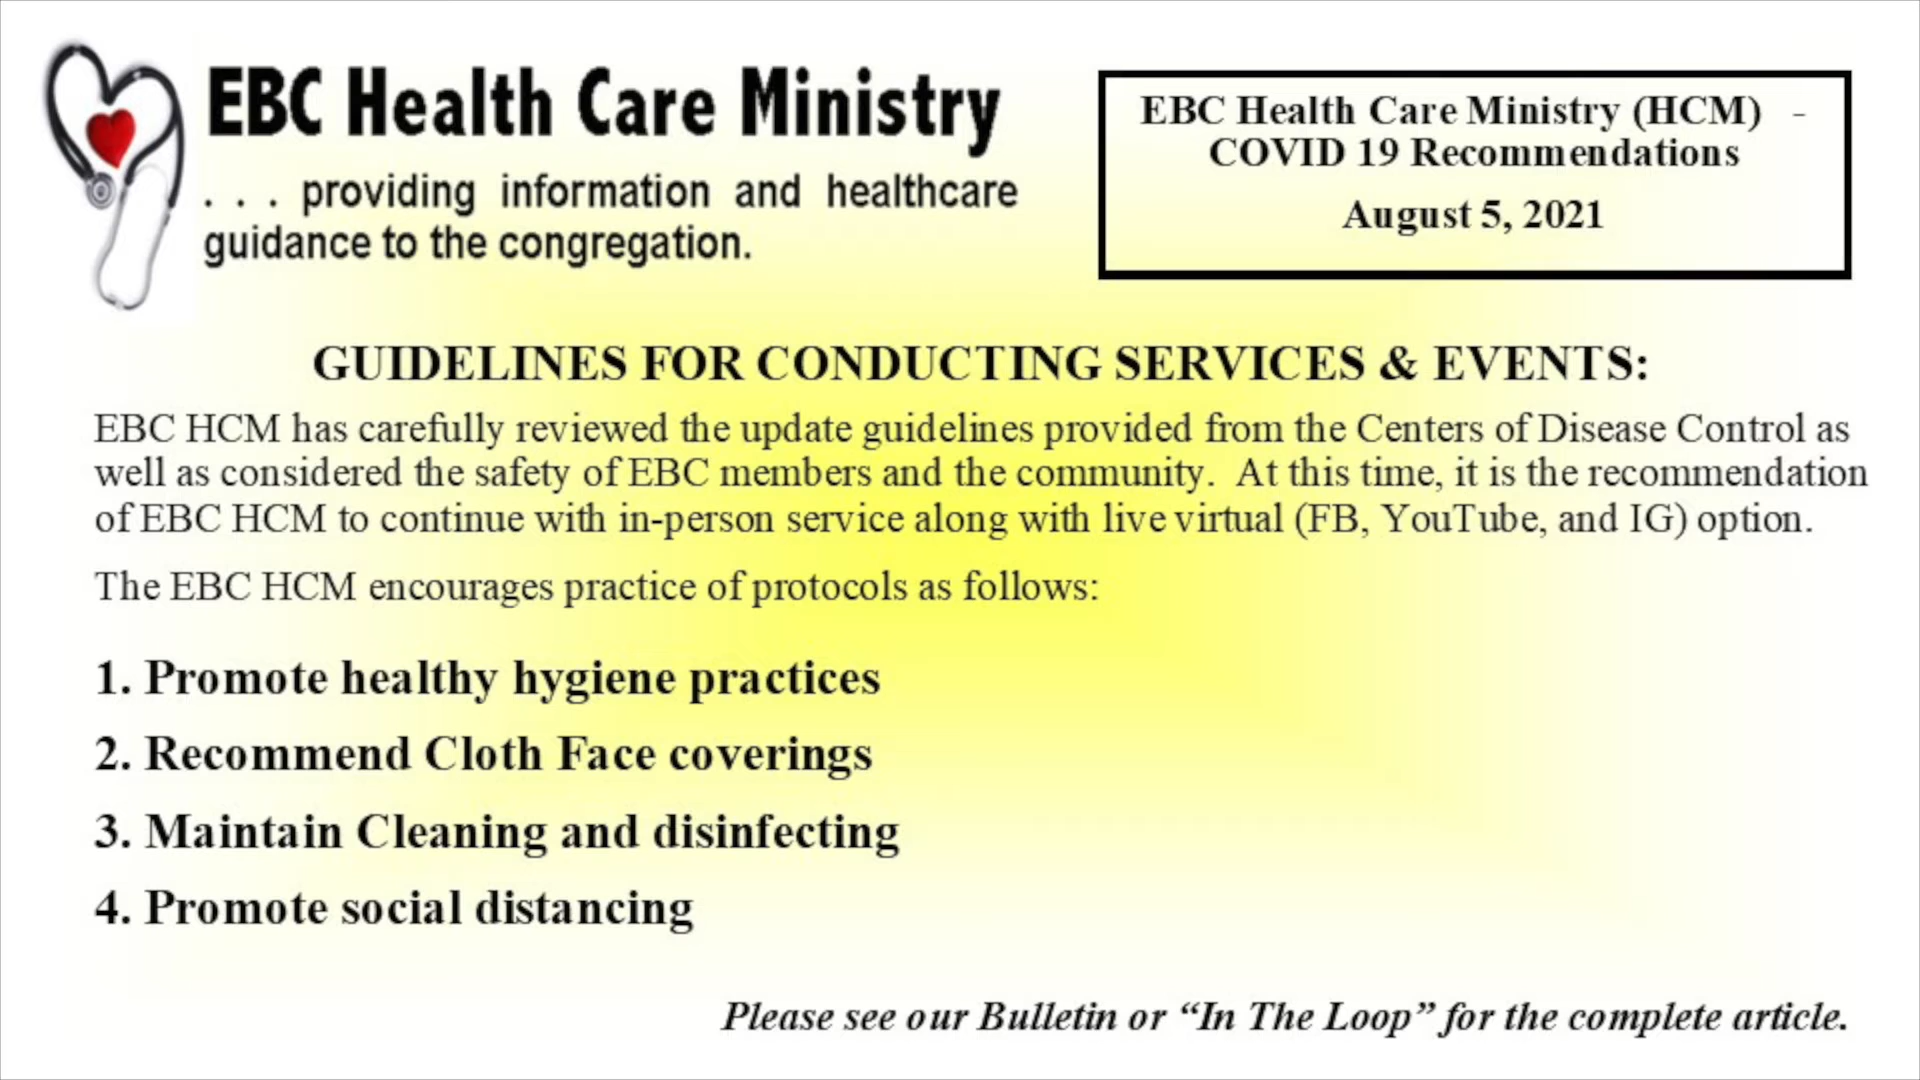 EBC Health Care Ministry
. . . providing information and healthcare
guidance to the congregation.
EBC Health Care Ministry (HCM) -
COVID 19 Recommendations
August 5, 2021
GUIDELINES FOR CONDUCTING SERVICES & EVENTS:
EBC HCM has carefully reviewed the update guidelines provided from the Centers of Disease Control as
well as considered the safety of EBC members and the community. At this time, it is the recommendation
of EBC HCM to continue with in-person service along with live virtual (FB, YouTube, and IG) option.
The EBC HCM encourages practice of protocols as follows:
1. Promote healthy hygiene practices
2. Recommend Cloth Face coverings
3. Maintain Cleaning and disinfecting
4. Promote social distancing
Please see our Bulletin or “In The Loop” for the complete article.